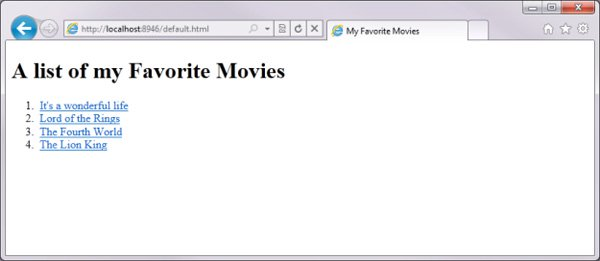 http://localhost:8946/default.html
My Favorite Movies
A list of my Favorite Movies
1. It's a wonderful life
2. Lord of the Rings
3. The Fourth World
4. The Lion King